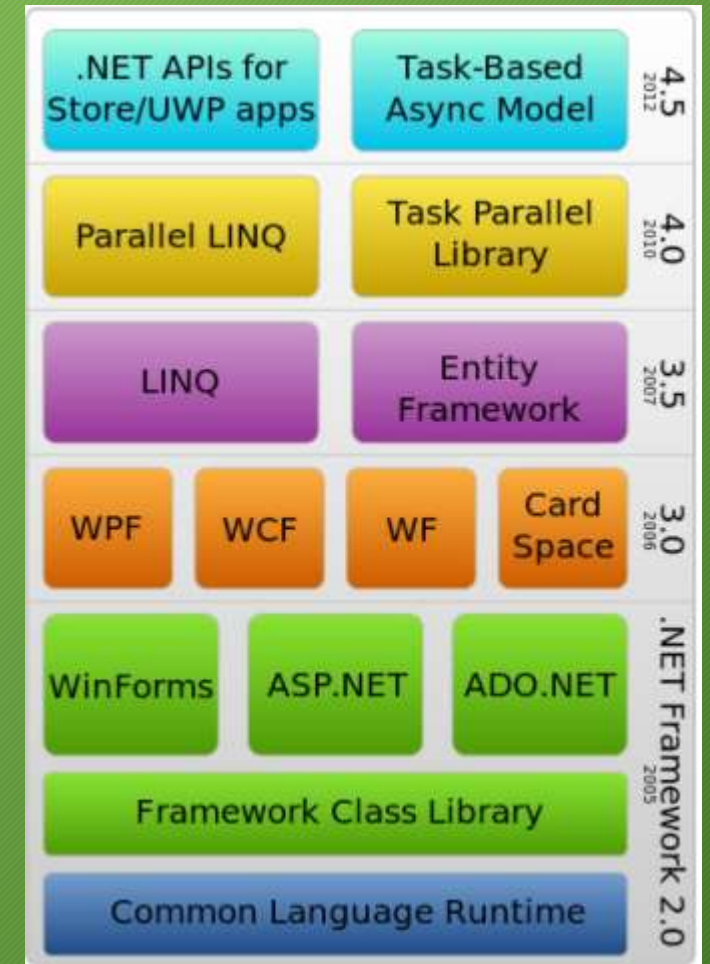 .NET APIs for
Store/UWP apps
Task-Based
Async Model
4.5
2012
Parallel LINQ
Task Parallel
Library
4.0
2010
LINQ
Entity
Framework
3.5
2007
WPF
WCF
WF
Card
Space
3.0
2006
WinForms
ASP.NET
ADO.NET
Framework Class Library
Common Language Runtime
.NET Framework 2.0
2005